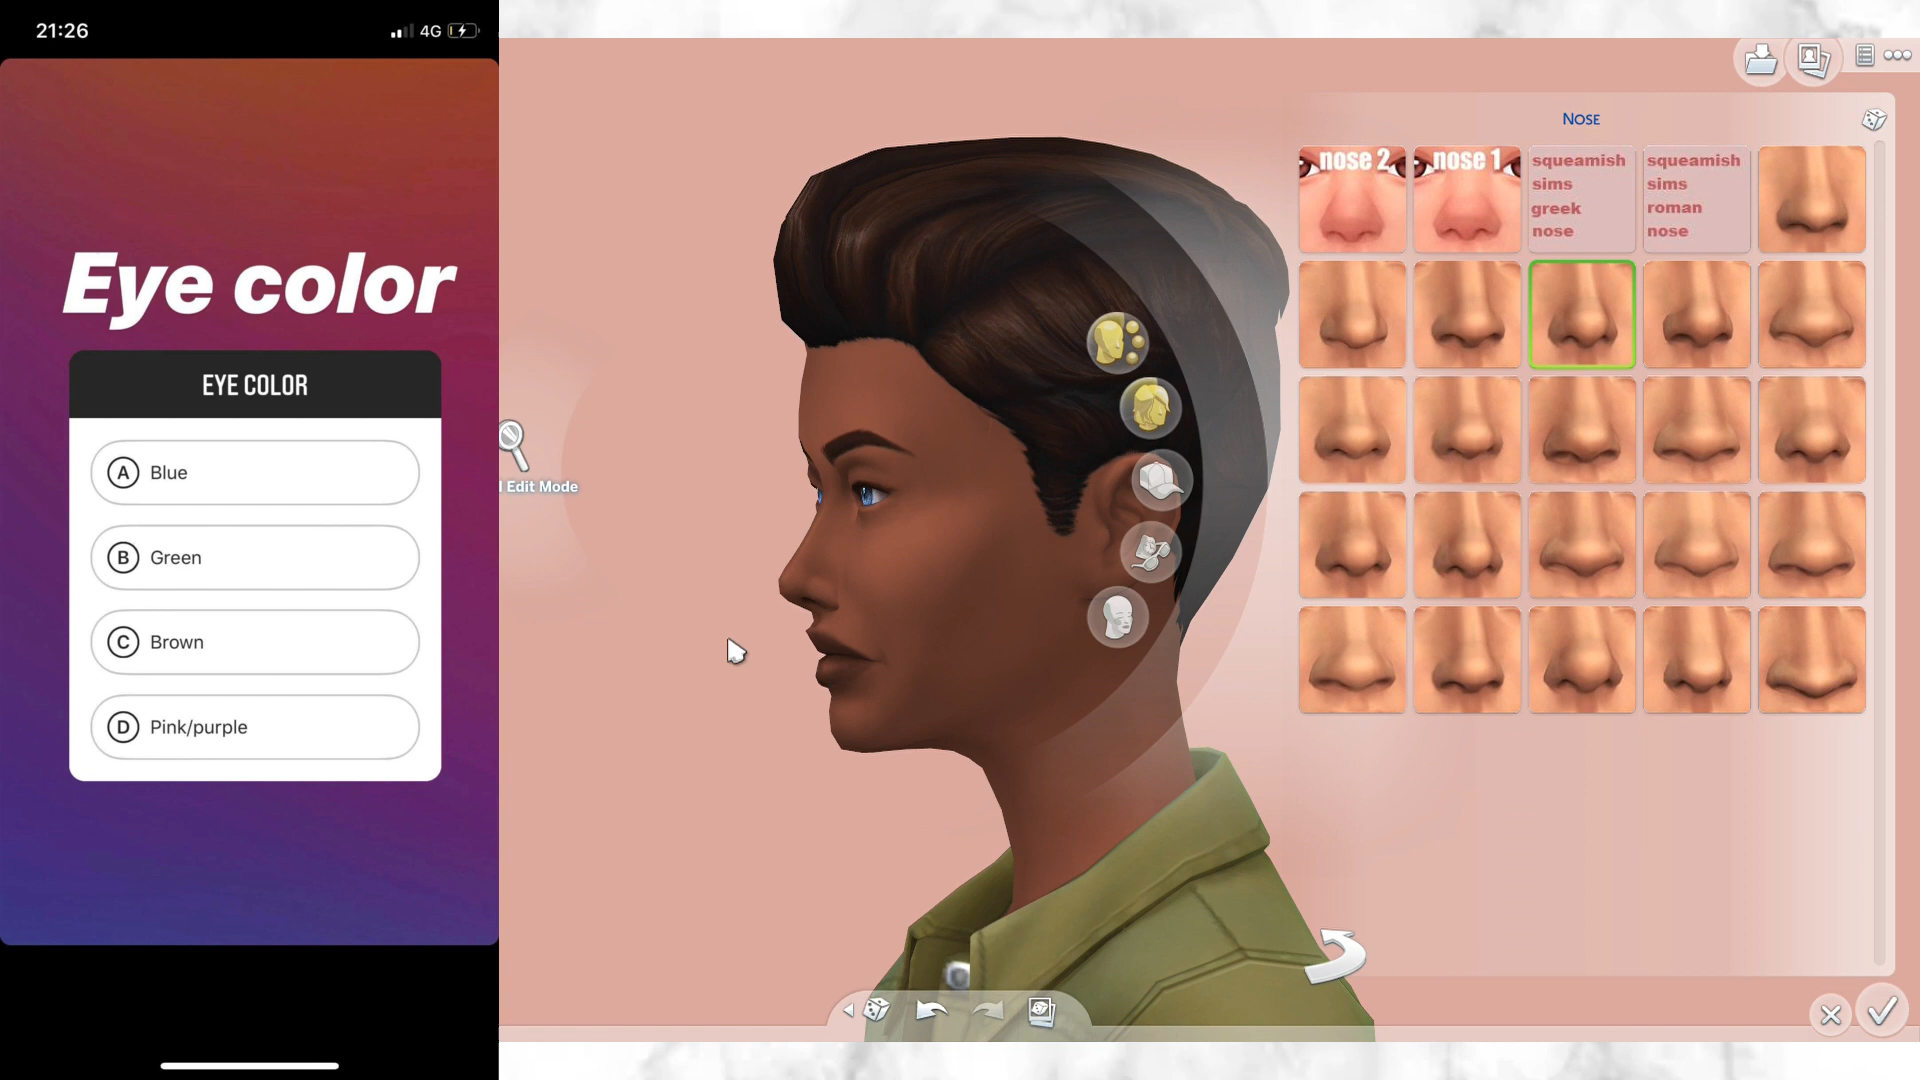 21:26
4G
Eye color
EYE COLOR
A Blue
B Green
C Brown
D Pink/purple
l Edit Mode
Nose
nose 2
nose 1
squeamish
sims
greek
nose
squeamish
sims
roman
nose